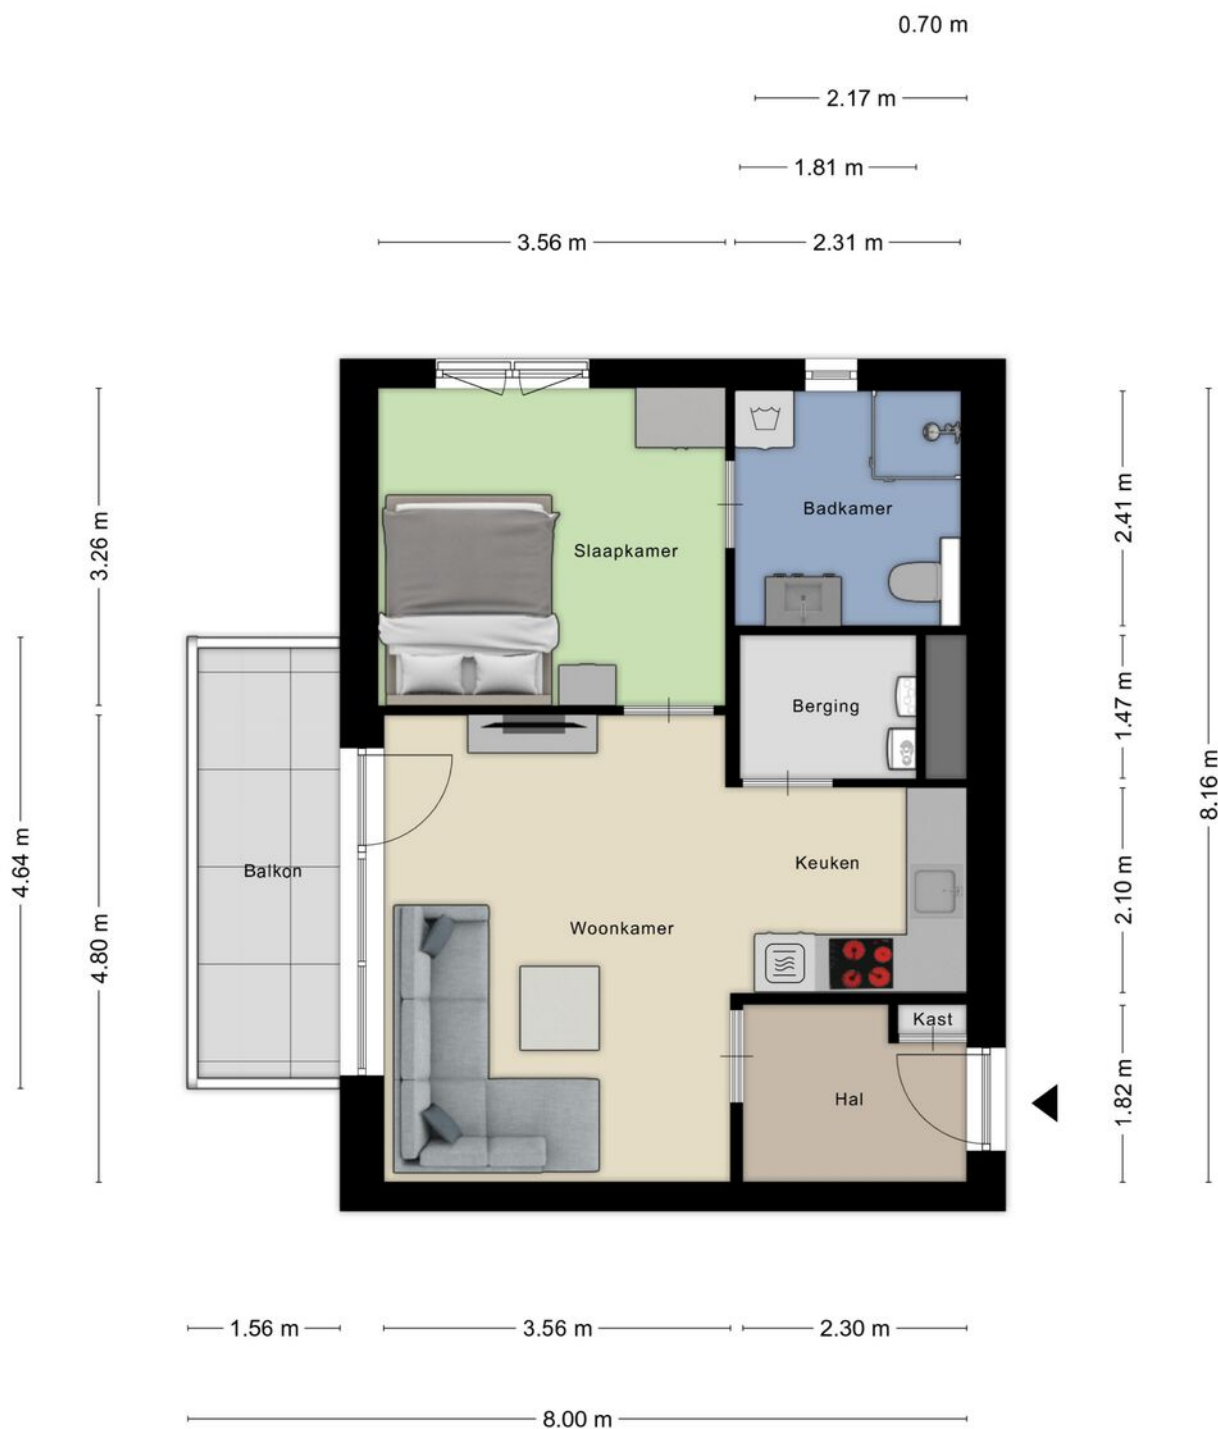 0.70 m
2.17 m
1.81 m
3.56 m
2.31 m
3.26 m
2.41 m
Badkamer
Slaapkamer
1.47 m
Berging
8.16 m
4.64 m
Balkon
Keuken
2.10 m
4.80 m
Woonkamer
Kast
Hal
1.82 m
1.56 m
3.56 m
2.30 m
8.00 m